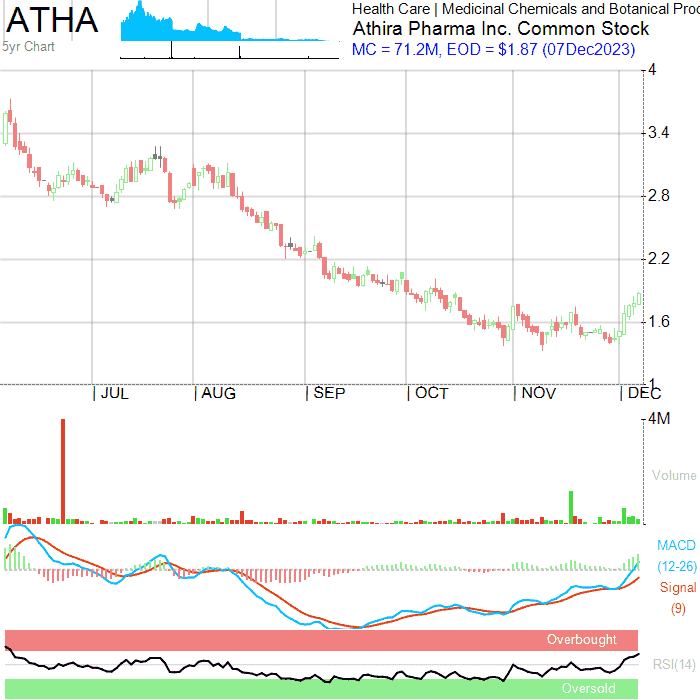 ATHA
5yr Chart
Health Care | Medicinal Chemicals and Botanical Proc
Athira Pharma Inc. Common Stock
MC = 71.2M, EOD = $1.87 (07Dec2023)
4
3.4
2.8
2.2
1.6
1
JUL
AUG
SEP
OCT
NOV
DEC
4M
Volume
MACD
(12-26)
Signal
(9)
Overbought
RSI(14)
Oversold